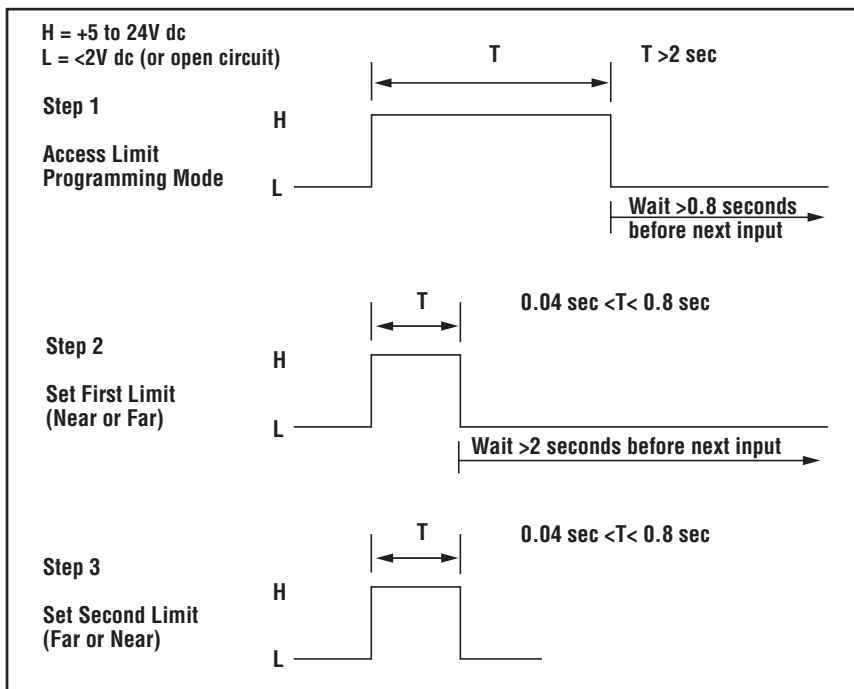 H = +5 to 24V dc
L = <2V dc (or open circuit)
T
T >2 sec
Step 1
H
Access Limit
Programming Mode
L
Wait >0.8 seconds
before next input
T
0.04 sec <T< 0.8 sec
Step 2
H
Set First Limit
(Near or Far)
L
Wait >2 seconds before next input
T
0.04 sec <T< 0.8 sec
Step 3
H
Set Second Limit
(Far or Near)
L